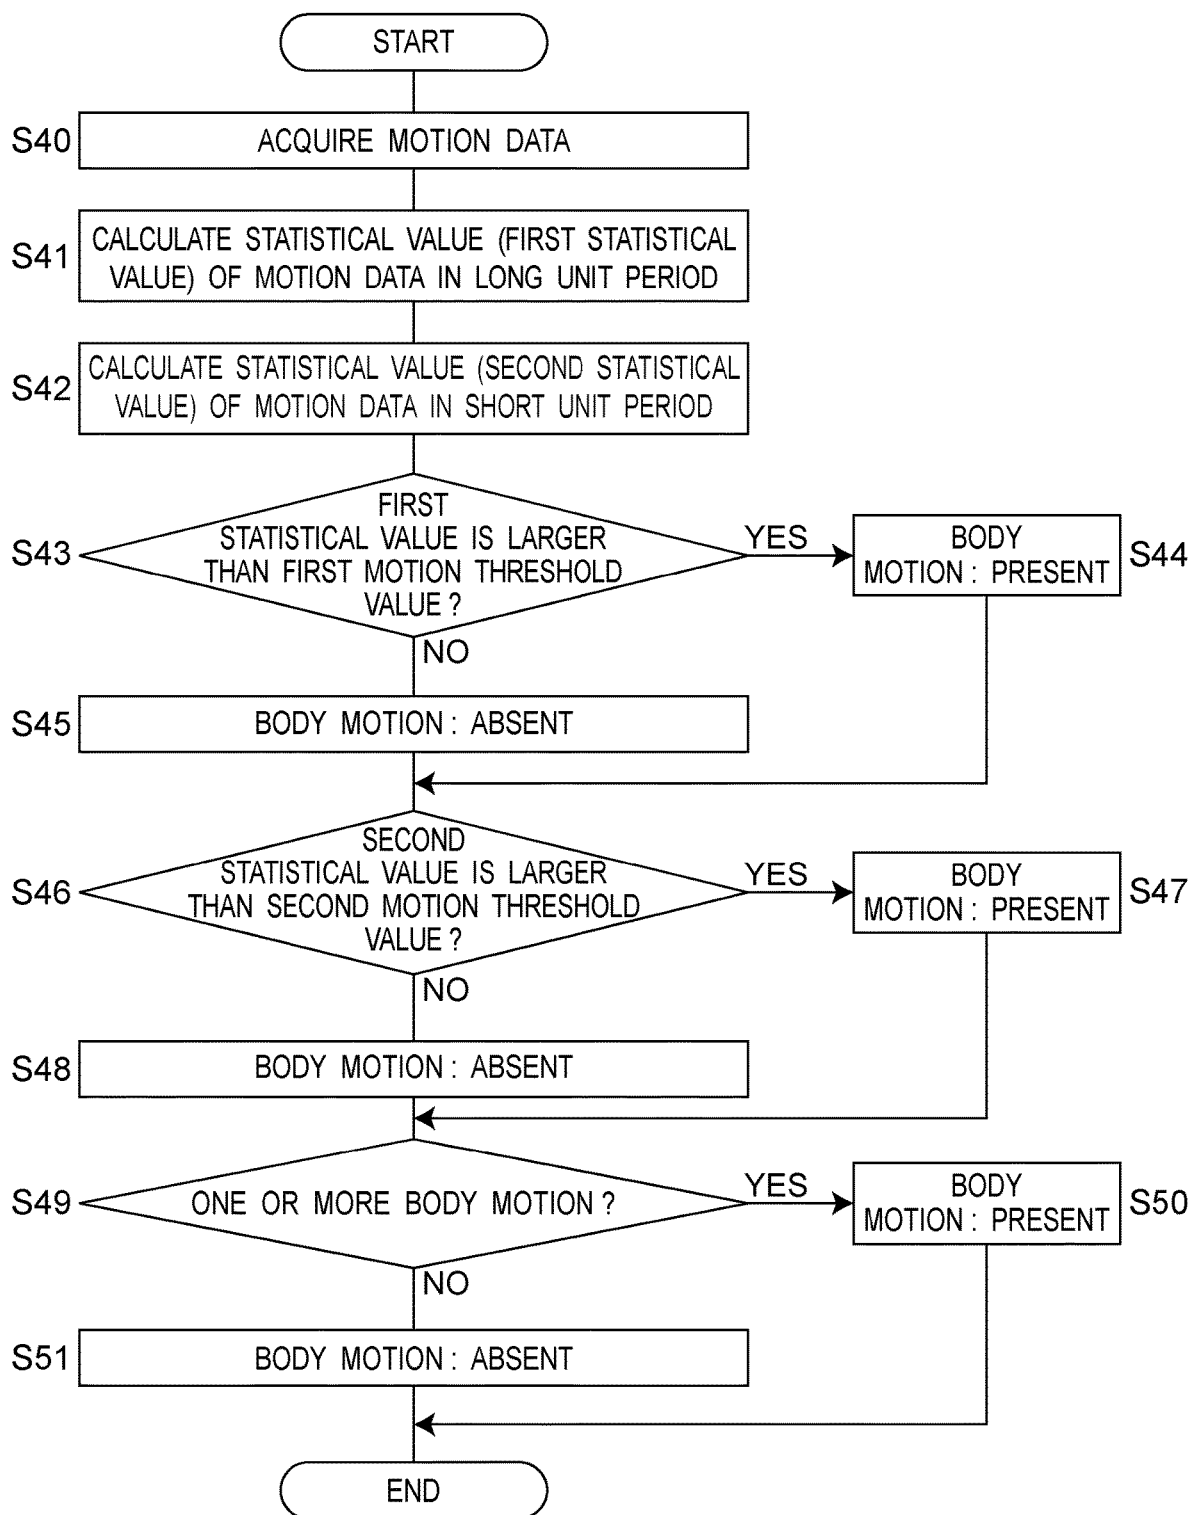 START
S40
ACQUIRE MOTION DATA
S41
CALCULATE STATISTICAL VALUE (FIRST STATISTICAL
VALUE) OF MOTION DATA IN LONG UNIT PERIOD
S42
CALCULATE STATISTICAL VALUE (SECOND STATISTICAL
VALUE) OF MOTION DATA IN SHORT UNIT PERIOD
S43
FIRST
STATISTICAL VALUE IS LARGER
THAN FIRST MOTION THRESHOLD
VALUE ?
YES
BODY
MOTION : PRESENT
S44
NO
S45
BODY MOTION : ABSENT
S46
SECOND
STATISTICAL VALUE IS LARGER
THAN SECOND MOTION THRESHOLD
VALUE ?
YES
BODY
MOTION : PRESENT
S47
NO
S48
BODY MOTION : ABSENT
S49
ONE OR MORE BODY MOTION ?
YES
BODY
MOTION : PRESENT
S50
NO
S51
BODY MOTION : ABSENT
END